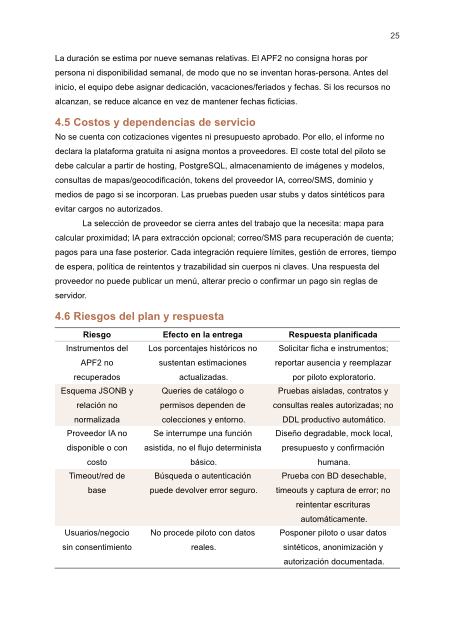 25
La duración se estima por nueve semanas relativas. El APF2 no consigna horas por
persona ni disponibilidad semanal, de modo que no se inventan horas-persona. Antes del
inicio, el equipo debe asignar dedicación, vacaciones/feriados y fechas. Si los recursos no
alcanzan, se reduce alcance en vez de mantener fechas ficticias.
4.5 Costos y dependencias de servicio
No se cuenta con cotizaciones vigentes ni presupuesto aprobado. Por ello, el informe no
declara la plataforma gratuita ni asigna montos a proveedores. El coste total del piloto se
debe calcular a partir de hosting, PostgreSQL, almacenamiento de imágenes y modelos,
consultas de mapas/geocodificación, tokens del proveedor IA, correo/SMS, dominio y
medios de pago si se incorporan. Las pruebas pueden usar stubs y datos sintéticos para
evitar cargos no autorizados.
La selección de proveedor se cierra antes del trabajo que la necesita: mapa para
calcular proximidad; IA para extracción opcional; correo/SMS para recuperación de cuenta;
pagos para una fase posterior. Cada integración requiere límites, gestión de errores, tiempo
de espera, política de reintentos y trazabilidad sin cuerpos ni claves. Una respuesta del
proveedor no puede publicar un menú, alterar precio o confirmar un pago sin reglas de
servidor.
4.6 Riesgos del plan y respuesta
Riesgo Efecto en la entrega Respuesta planificada
Instrumentos del Los porcentajes históricos no Solicitar ficha e instrumentos;
APF2 no sustentan estimaciones reportar ausencia y reemplazar
recuperados actualizadas. por piloto exploratorio.
Esquema JSONB y Queries de catálogo o Pruebas aisladas, contratos y
relación no permisos dependen de consultas reales autorizadas; no
normalizada colecciones y entorno. DDL productivo automático.
Proveedor IA no Se interrumpe una función Diseño degradable, mock local,
disponible o con asistida, no el flujo determinista presupuesto y confirmación
costo básico. humana.
Timeout/red de Búsqueda o autenticación Prueba con BD desechable,
base puede devolver error seguro. timeouts y captura de error; no
reintentar escrituras
automáticamente.
Usuarios/negocio No procede piloto con datos Posponer piloto o usar datos
sin consentimiento reales. sintéticos, anonimización y
autorización documentada.